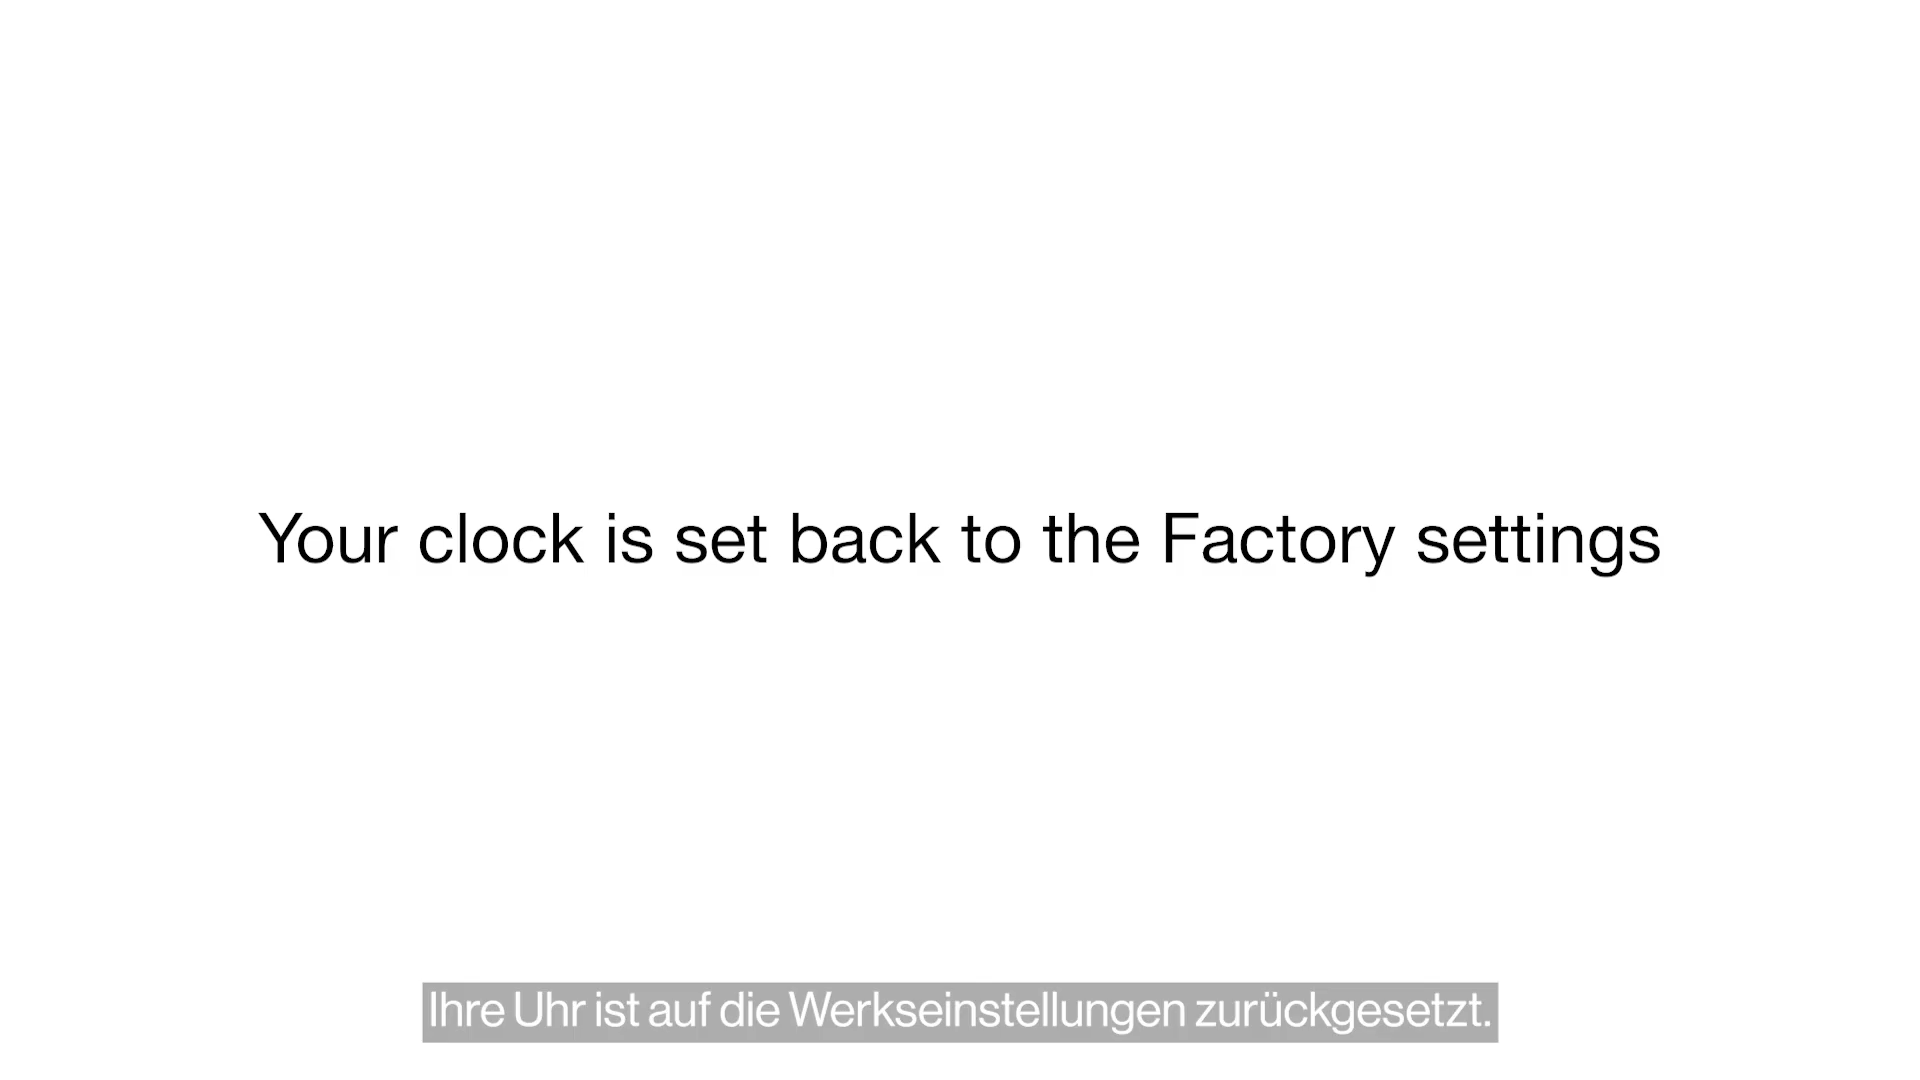 Your clock is set back to the Factory settings
Ihre Uhr ist auf die Werkseinstellungen zurückgesetzt.